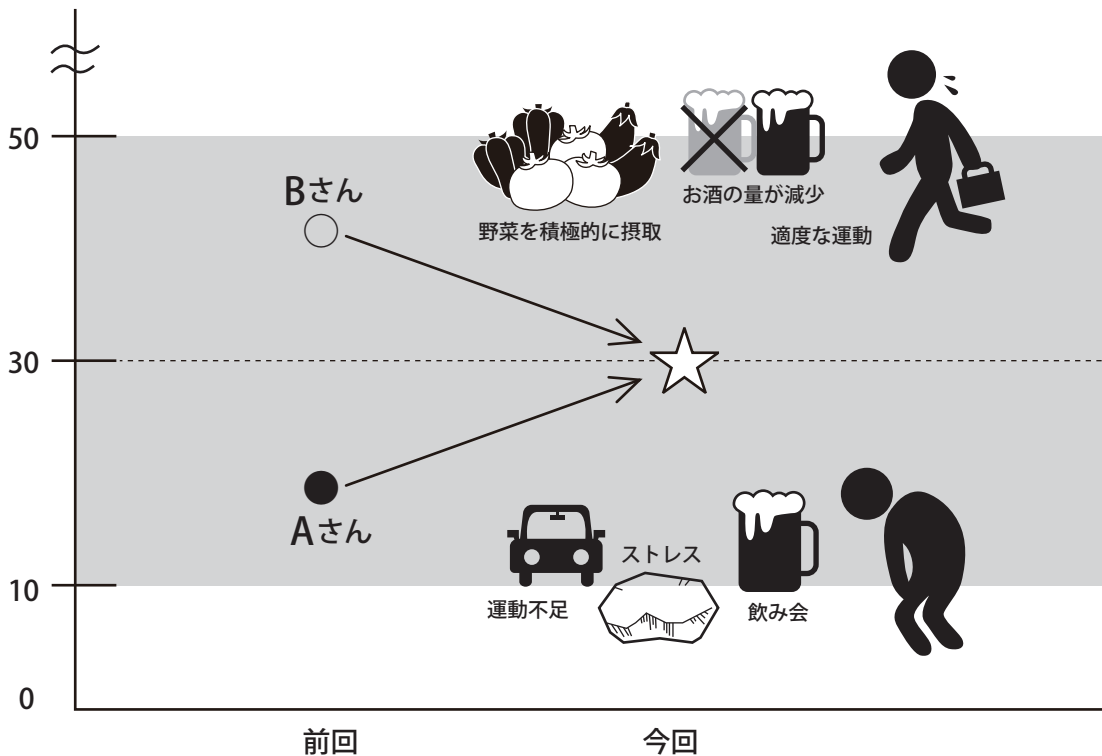 50
Bさん
野菜を積極的に摂取
お酒の量が減少
適度な運動
30
Aさん
ストレス
10
運動不足
飲み会
0
前回
今回